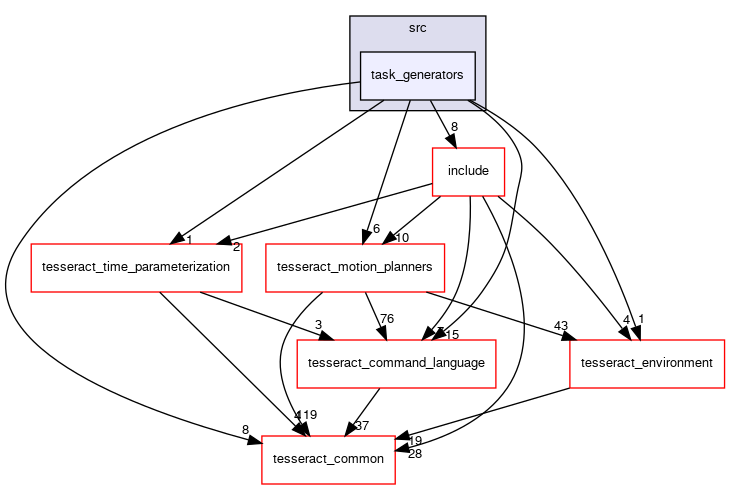 src
task_generators
8
include
6
10
1
2
tesseract_time_parameterization
tesseract_motion_planners
3
76
15
43
4
1
tesseract_command_language
tesseract_environment
8
119
37
19
28
tesseract_common